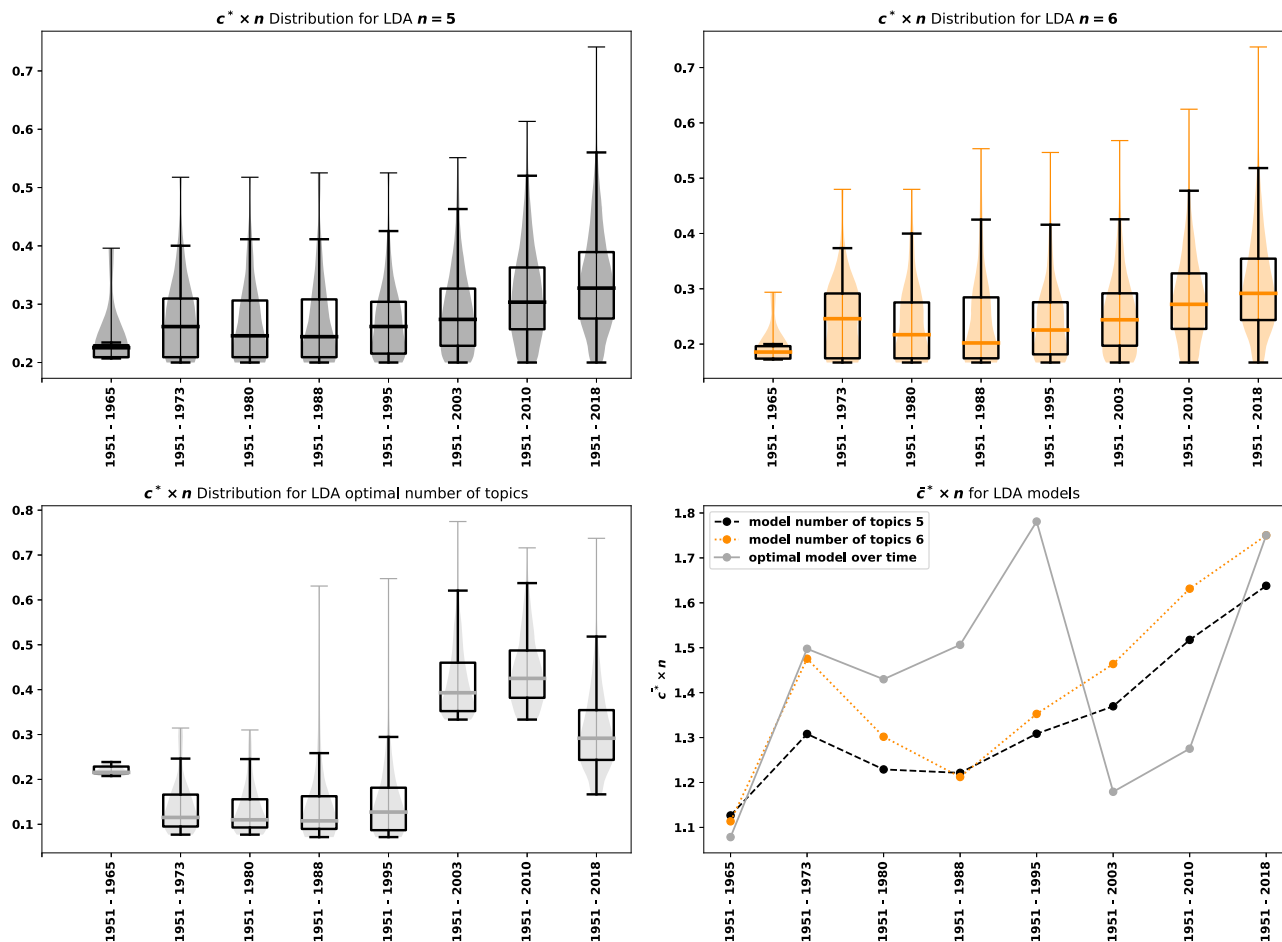 c* × n Distribution for LDA n = 5
0.7
0.6
0.5
0.4
0.3
0.2
1951 - 1965
1951 - 1973
1951 - 1980
1951 - 1988
1951 - 1995
1951 - 2003
1951 - 2010
1951 - 2018
c* × n Distribution for LDA n = 6
0.7
0.6
0.5
0.4
0.3
0.2
1951 - 1965
1951 - 1973
1951 - 1980
1951 - 1988
1951 - 1995
1951 - 2003
1951 - 2010
1951 - 2018
c* × n Distribution for LDA optimal number of topics
0.8
0.7
0.6
0.5
0.4
0.3
0.2
0.1
1951 - 1965
1951 - 1973
1951 - 1980
1951 - 1988
1951 - 1995
1951 - 2003
1951 - 2010
1951 - 2018
c̄* × n for LDA models
model number of topics 5
model number of topics 6
optimal model over time
c̄* × n
1.8
1.7
1.6
1.5
1.4
1.3
1.2
1.1
1951 - 1965
1951 - 1973
1951 - 1980
1951 - 1988
1951 - 1995
1951 - 2003
1951 - 2010
1951 - 2018